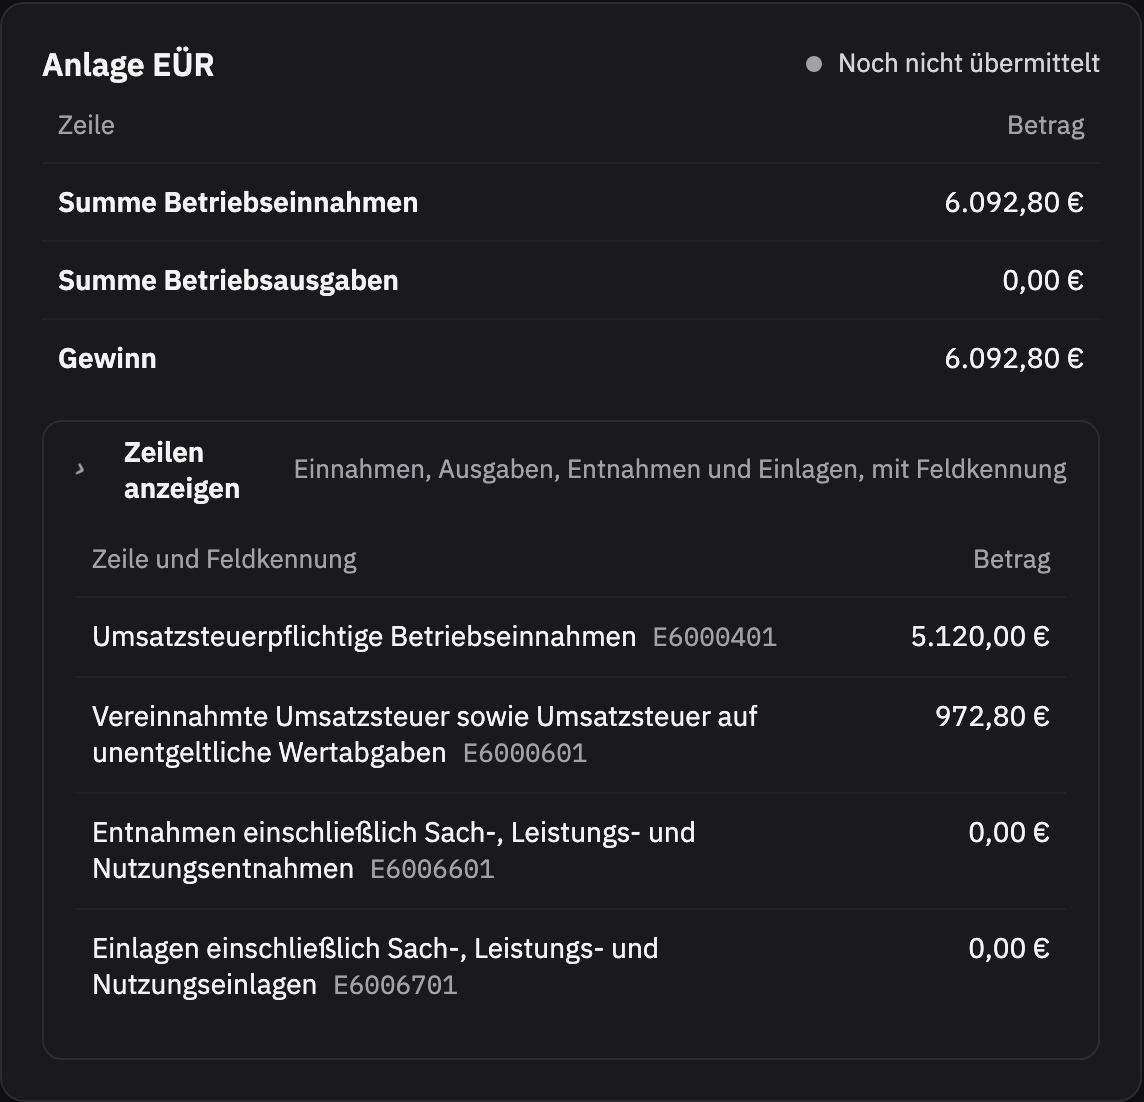 Anlage EÜR
Noch nicht übermittelt
Zeile Betrag
Summe Betriebseinnahmen 6.092,80 €
Summe Betriebsausgaben 0,00 €
Gewinn 6.092,80 €
Zeilen
anzeigen
Einnahmen, Ausgaben, Entnahmen und Einlagen, mit Feldkennung
Zeile und Feldkennung Betrag
Umsatzsteuerpflichtige Betriebseinnahmen E6000401 5.120,00 €
Vereinnahmte Umsatzsteuer sowie Umsatzsteuer auf 972,80 €
unentgeltliche Wertabgaben E6000601
Entnahmen einschließlich Sach-, Leistungs- und 0,00 €
Nutzungsentnahmen E6006601
Einlagen einschließlich Sach-, Leistungs- und 0,00 €
Nutzungseinlagen E6006701